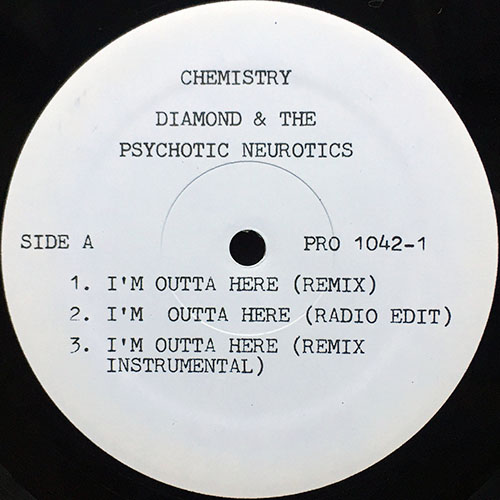 CHEMISTRY
DIAMOND & THE
PSYCHOTIC NEUROTICS
SIDE A PRO 1042-1
1. I'M OUTTA HERE (REMIX)
2. I'M OUTTA HERE (RADIO EDIT)
3. I'M OUTTA HERE (REMIX
INSTRUMENTAL)